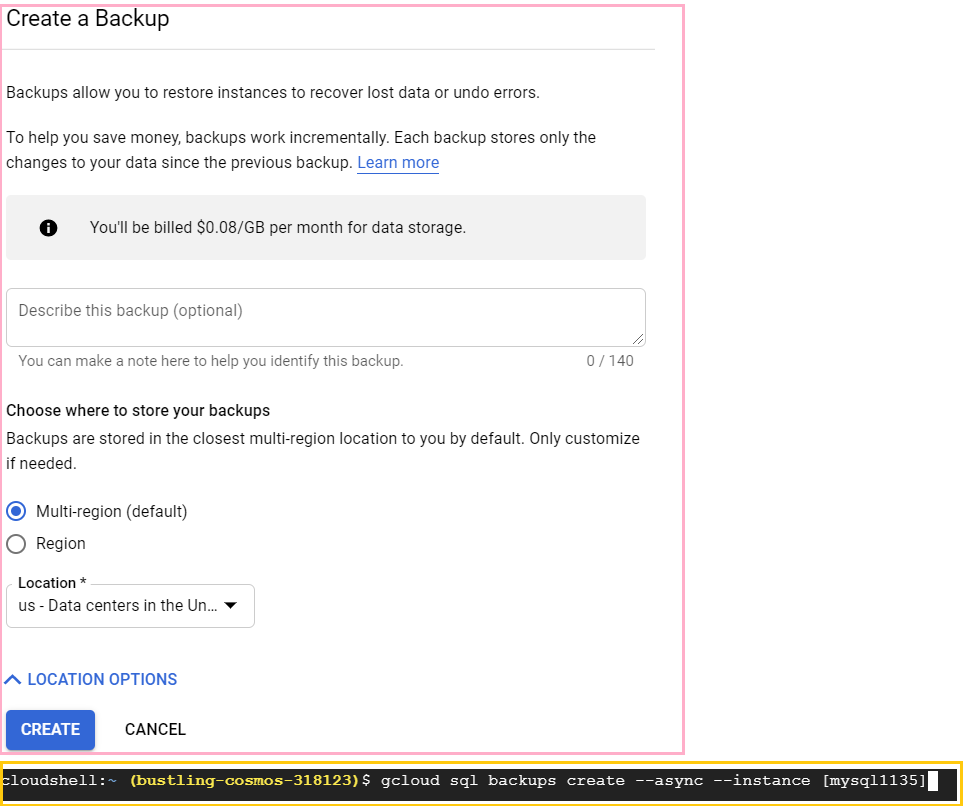 Create a Backup
Backups allow you to restore instances to recover lost data or undo errors.
To help you save money, backups work incrementally. Each backup stores only the
changes to your data since the previous backup. Learn more
You'll be billed $0.08/GB per month for data storage.
Describe this backup (optional)
You can make a note here to help you identify this backup. 0 / 140
Choose where to store your backups
Backups are stored in the closest multi-region location to you by default. Only customize
if needed.
Multi-region (default)
Region
Location *
us - Data centers in the Un...
LOCATION OPTIONS
CREATE CANCEL
cloudshell:~ (bustling-cosmos-318123)$ gcloud sql backups create --async --instance [mysql1135]